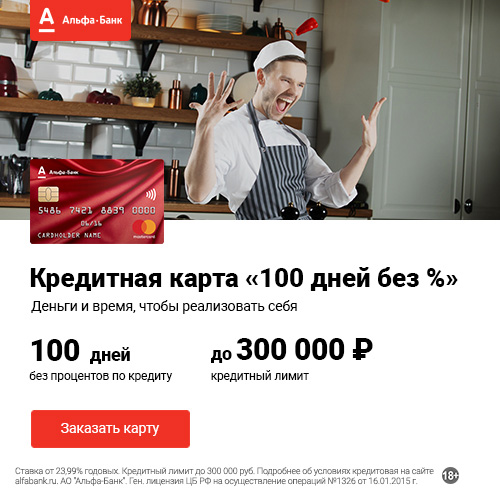 Альфа·Банк
Альфа·Банк
5486 7421 8839 0000
06/16
CARDHOLDER NAME
mastercard
Кредитная карта «100 дней без %»
Деньги и время, чтобы реализовать себя
100 дней
без процентов по кредиту
до 300 000 ₽
кредитный лимит
Заказать карту
Ставка от 23,99% годовых. Кредитный лимит до 300 000 руб. Подробнее об условиях кредитования на сайте
alfabank.ru. АО "Альфа-Банк". Ген. лицензия ЦБ РФ на осуществление операций №1326 от 16.01.2015 г.
18+